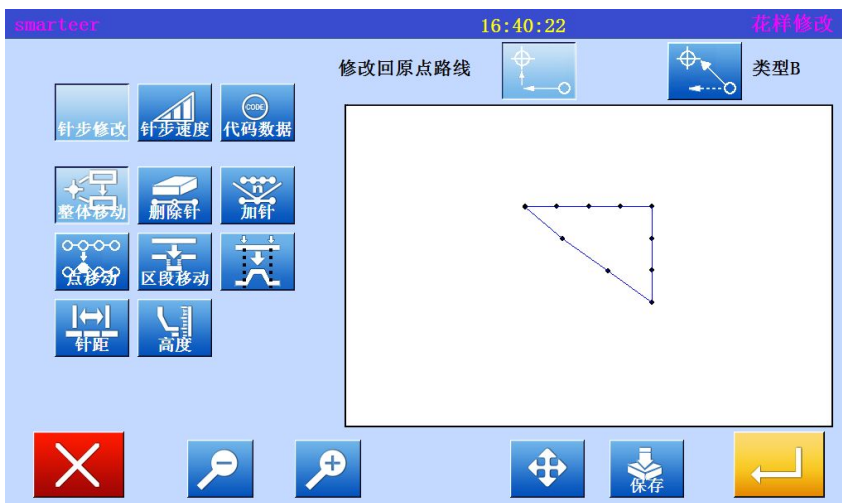 smarteer 16:40:22 花样修改
修改回原点路线 类型B
针步修改 针步速度 CODE 代码数据
整体移动 删除针 n 加针
点移动 区段移动
针距 高度
保存